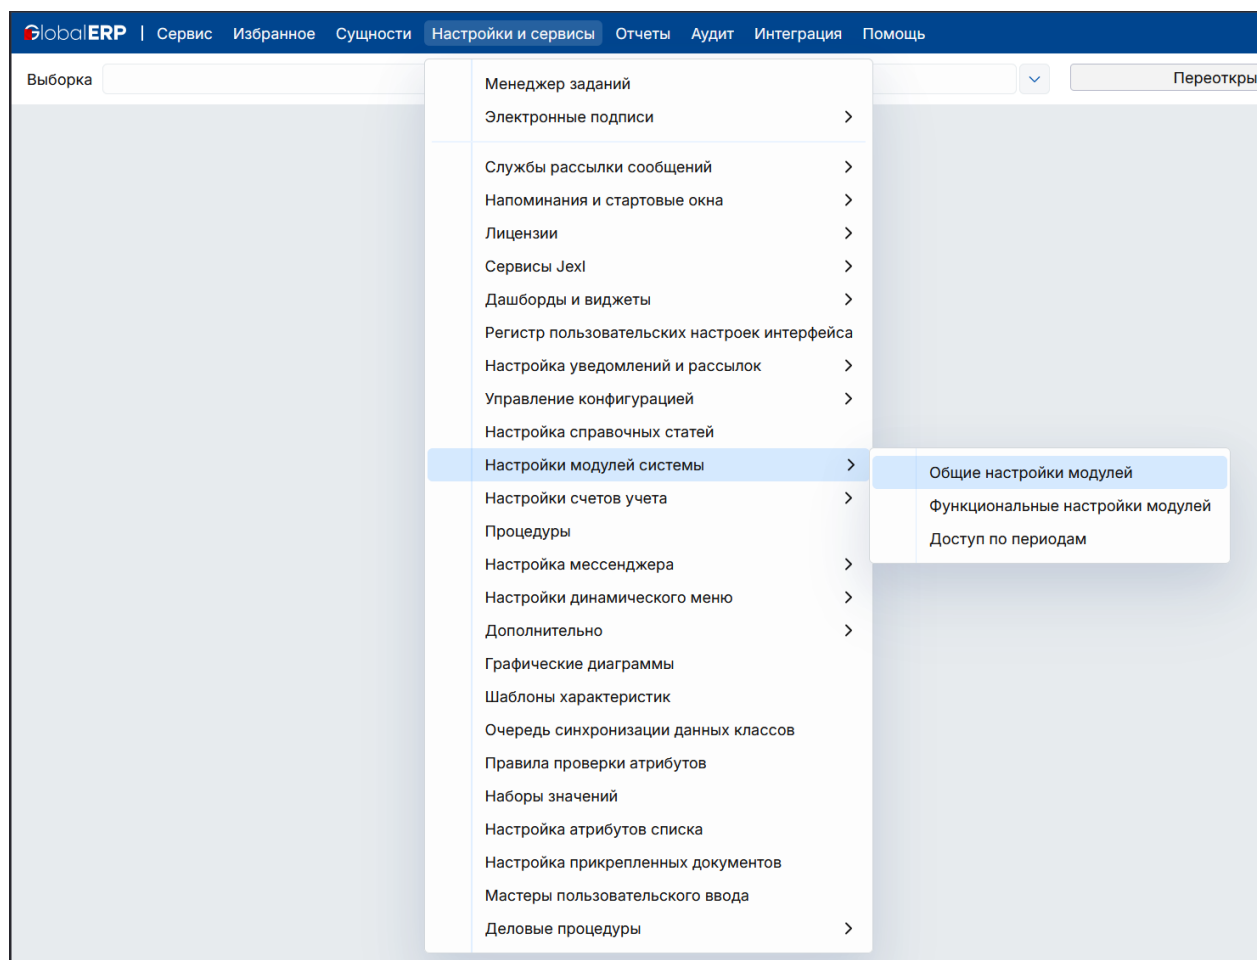 GlobalERP | Сервис Избранное Сущности Настройки и сервисы Отчеты Аудит Интеграция Помощь
Выборка Переоткры
Менеджер заданий
Электронные подписи
Службы рассылки сообщений
Напоминания и стартовые окна
Лицензии
Сервисы Jexl
Дашборды и виджеты
Регистр пользовательских настроек интерфейса
Настройка уведомлений и рассылок
Управление конфигурацией
Настройка справочных статей
Настройки модулей системы
Общие настройки модулей
Настройки счетов учета
Функциональные настройки модулей
Процедуры
Доступ по периодам
Настройка мессенджера
Настройки динамического меню
Дополнительно
Графические диаграммы
Шаблоны характеристик
Очередь синхронизации данных классов
Правила проверки атрибутов
Наборы значений
Настройка атрибутов списка
Настройка прикрепленных документов
Мастеры пользовательского ввода
Деловые процедуры